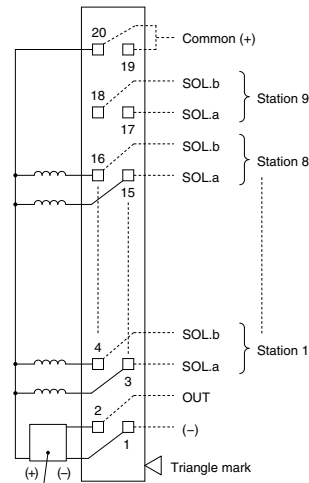 20
Common (+)
19
18
SOL.b
Station 9
SOL.a
17
16
SOL.b
Station 8
SOL.a
15
4
SOL.b
Station 1
SOL.a
3
2
OUT
(–)
1
(+) (–)
Triangle mark